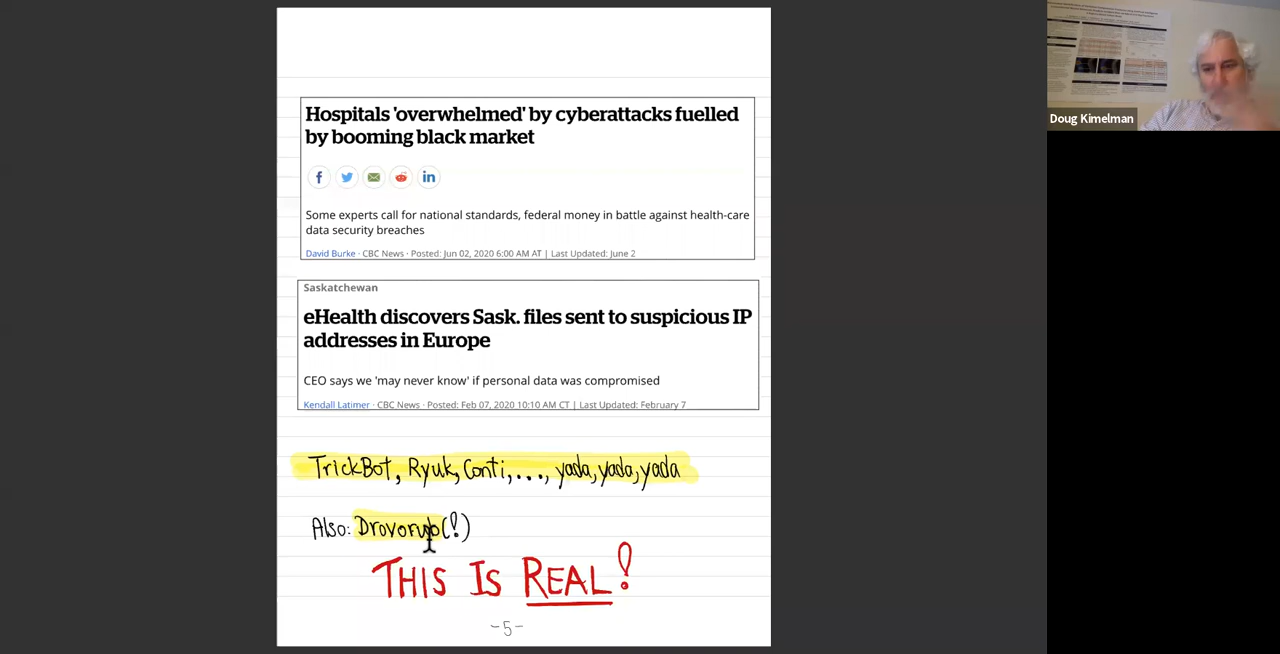 Hospitals 'overwhelmed' by cyberattacks fuelled
by booming black market
Some experts call for national standards, federal money in battle against health-care
data security breaches
David Burke · CBC News · Posted: Jun 02, 2020 6:00 AM AT | Last Updated: June 2
Saskatchewan
eHealth discovers Sask. files sent to suspicious IP
addresses in Europe
CEO says we 'may never know' if personal data was compromised
Kendall Latimer · CBC News · Posted: Feb 07, 2020 10:10 AM CT | Last Updated: February 7
TrickBot, Ryuk, Conti, ..., yada, yada, yada
Also: Drovorub (!)
THIS IS REAL!
-5-
Doug Kimelman